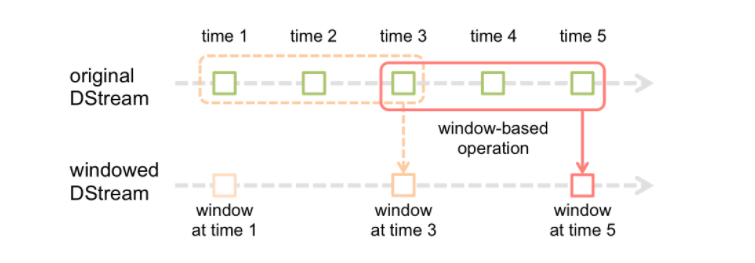 time 1 time 2 time 3 time 4 time 5
original
DStream
window-based
operation
windowed
DStream
window
at time 1
window
at time 3
window
at time 5